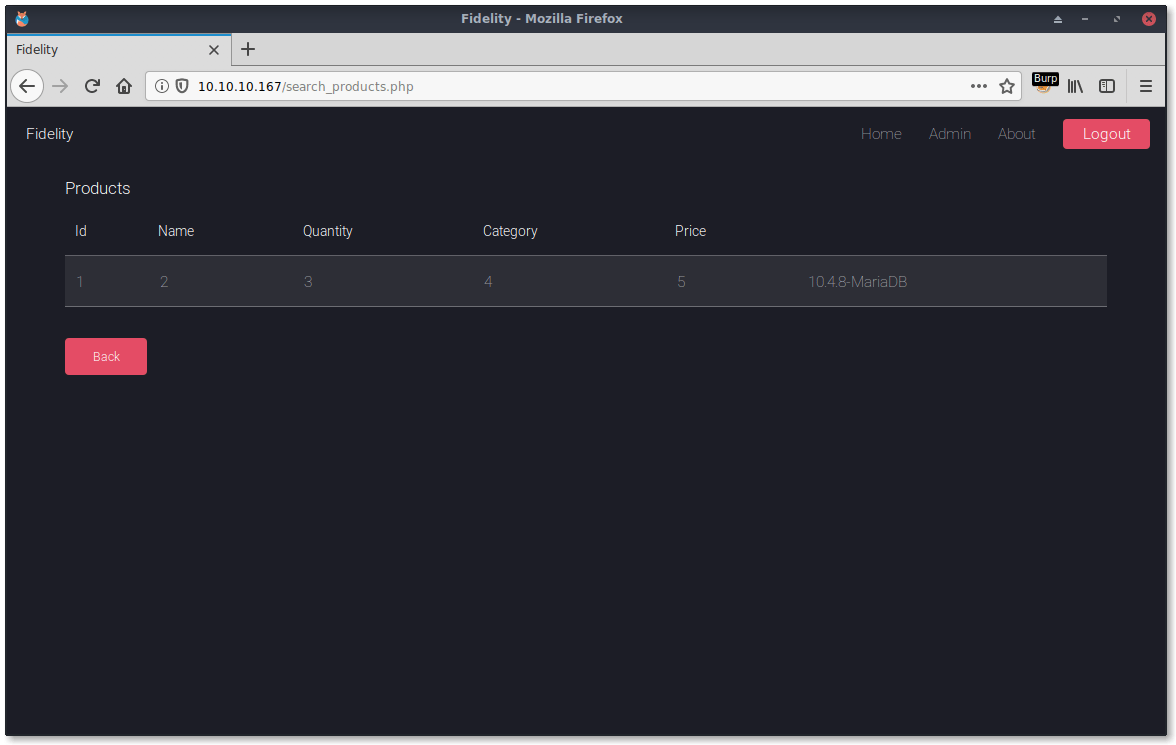 Fidelity - Mozilla Firefox
Fidelity
10.10.10.167/search_products.php
Burp
Fidelity Home Admin About Logout
Products
Id Name Quantity Category Price
1 2 3 4 5 10.4.8-MariaDB
Back